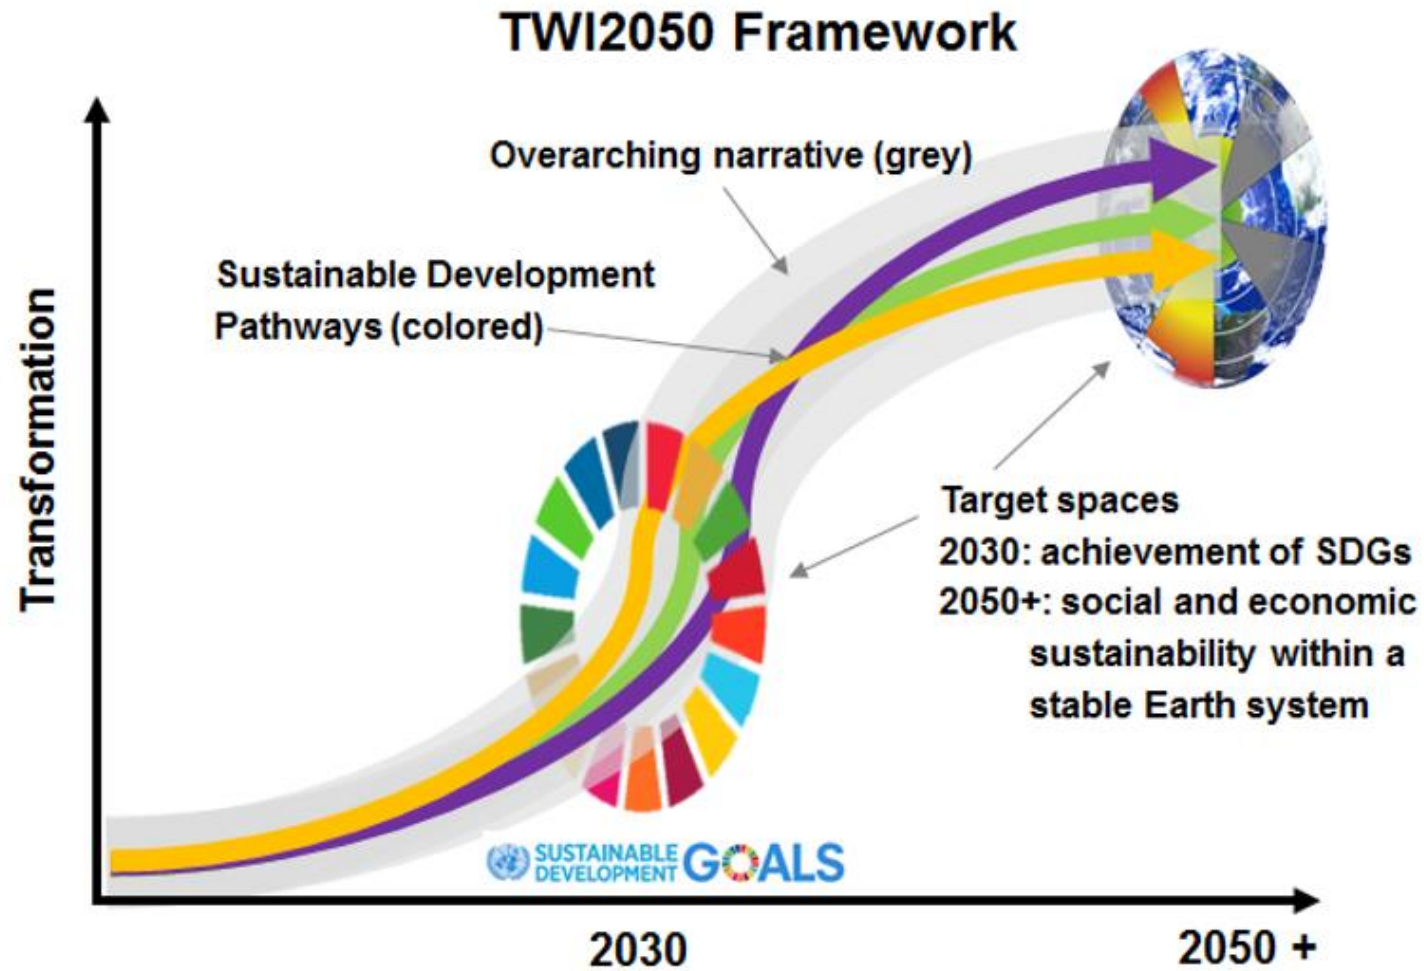 TWI2050 Framework
Overarching narrative (grey)
Sustainable Development
Pathways (colored)
Transformation
Target spaces
2030: achievement of SDGs
2050+: social and economic
sustainability within a
stable Earth system
SUSTAINABLE
DEVELOPMENT
GOALS
2030
2050 +